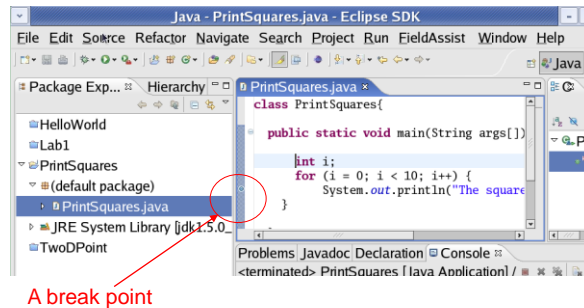 Java - PrintSquares.java - Eclipse SDK
File Edit Source Refactor Navigate Search Project Run FieldAssist Window Help
Java
Package Exp... Hierarchy
PrintSquares.java
HelloWorld
Lab1
PrintSquares
(default package)
PrintSquares.java
JRE System Library [jdk1.5.0_
TwoDPoint
class PrintSquares{
public static void main(String args[])
int i;
for (i = 0; i < 10; i++) {
System.out.println("The square
}
P
Problems Javadoc Declaration Console
<terminated> PrintSquares [Java Application] /
A break point